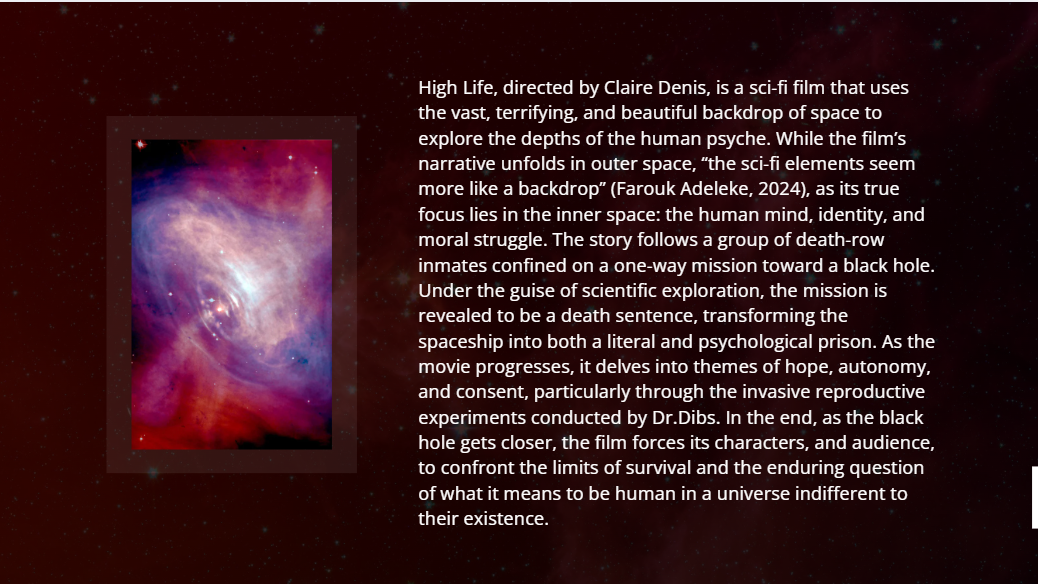 High Life, directed by Claire Denis, is a sci-fi film that uses
the vast, terrifying, and beautiful backdrop of space to
explore the depths of the human psyche. While the film’s
narrative unfolds in outer space, “the sci-fi elements seem
more like a backdrop” (Farouk Adeleke, 2024), as its true
focus lies in the inner space: the human mind, identity, and
moral struggle. The story follows a group of death-row
inmates confined on a one-way mission toward a black hole.
Under the guise of scientific exploration, the mission is
revealed to be a death sentence, transforming the
spaceship into both a literal and psychological prison. As the
movie progresses, it delves into themes of hope, autonomy,
and consent, particularly through the invasive reproductive
experiments conducted by Dr.Dibs. In the end, as the black
hole gets closer, the film forces its characters, and audience,
to confront the limits of survival and the enduring question
of what it means to be human in a universe indifferent to
their existence.